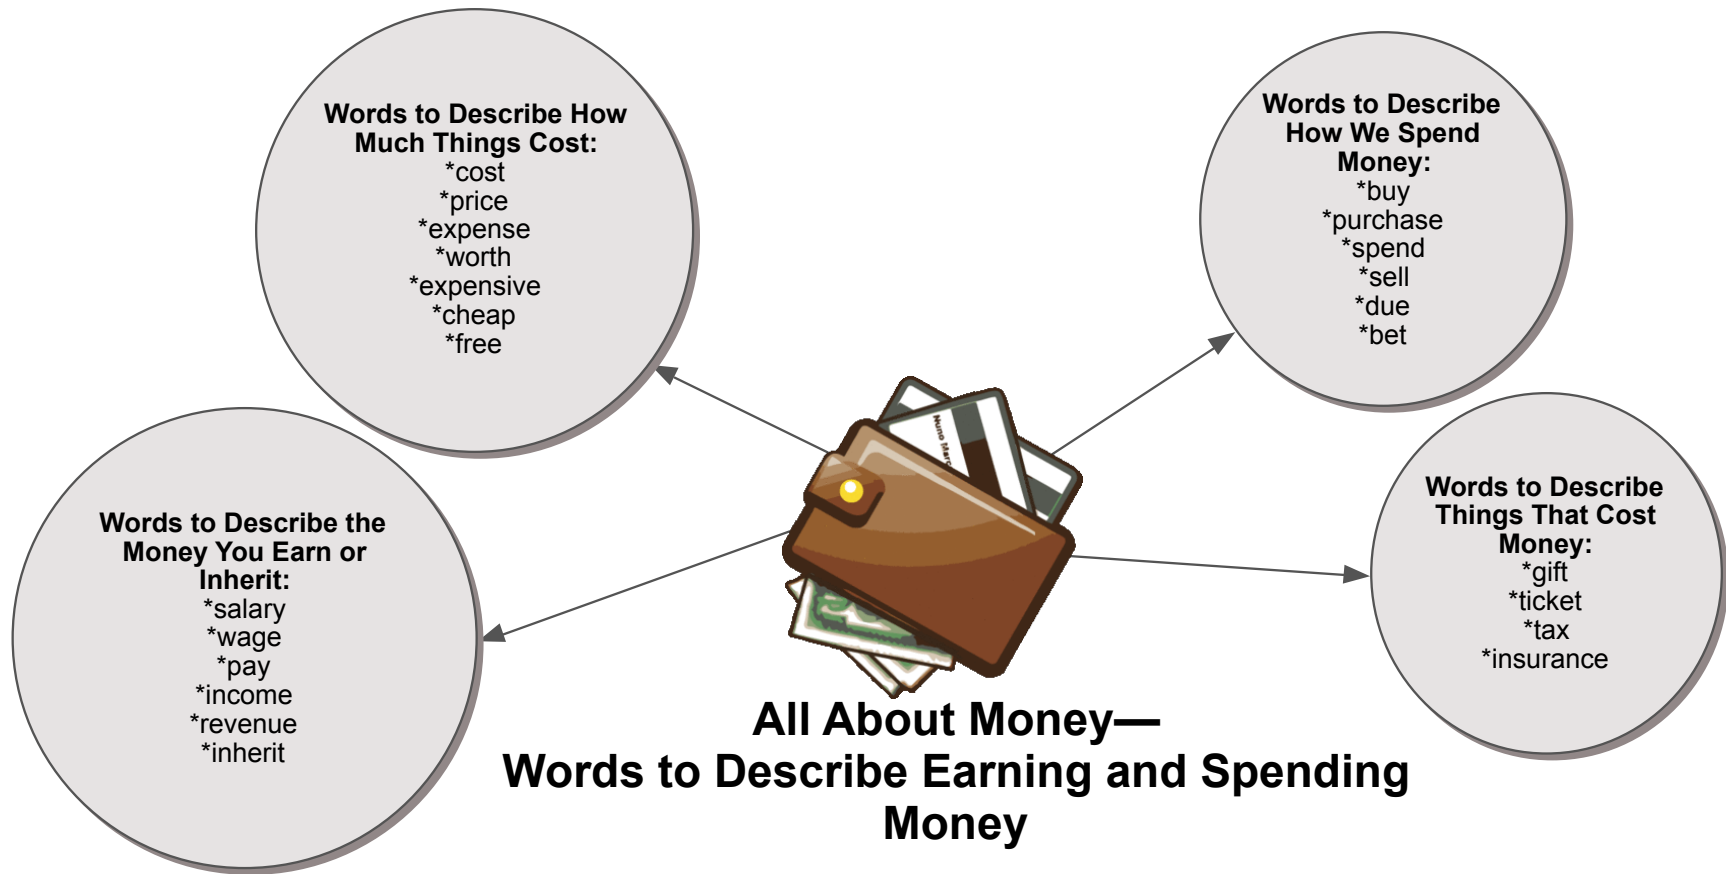 Words to Describe How
Much Things Cost:
*cost
*price
*expense
*worth
*expensive
*cheap
*free
Words to Describe
How We Spend
Money:
*buy
*purchase
*spend
*sell
*due
*bet
Words to Describe the
Money You Earn or
Inherit:
*salary
*wage
*pay
*income
*revenue
*inherit
Words to Describe
Things That Cost
Money:
*gift
*ticket
*tax
*insurance
Nuno Marc
All About Money—
Words to Describe Earning and Spending
Money